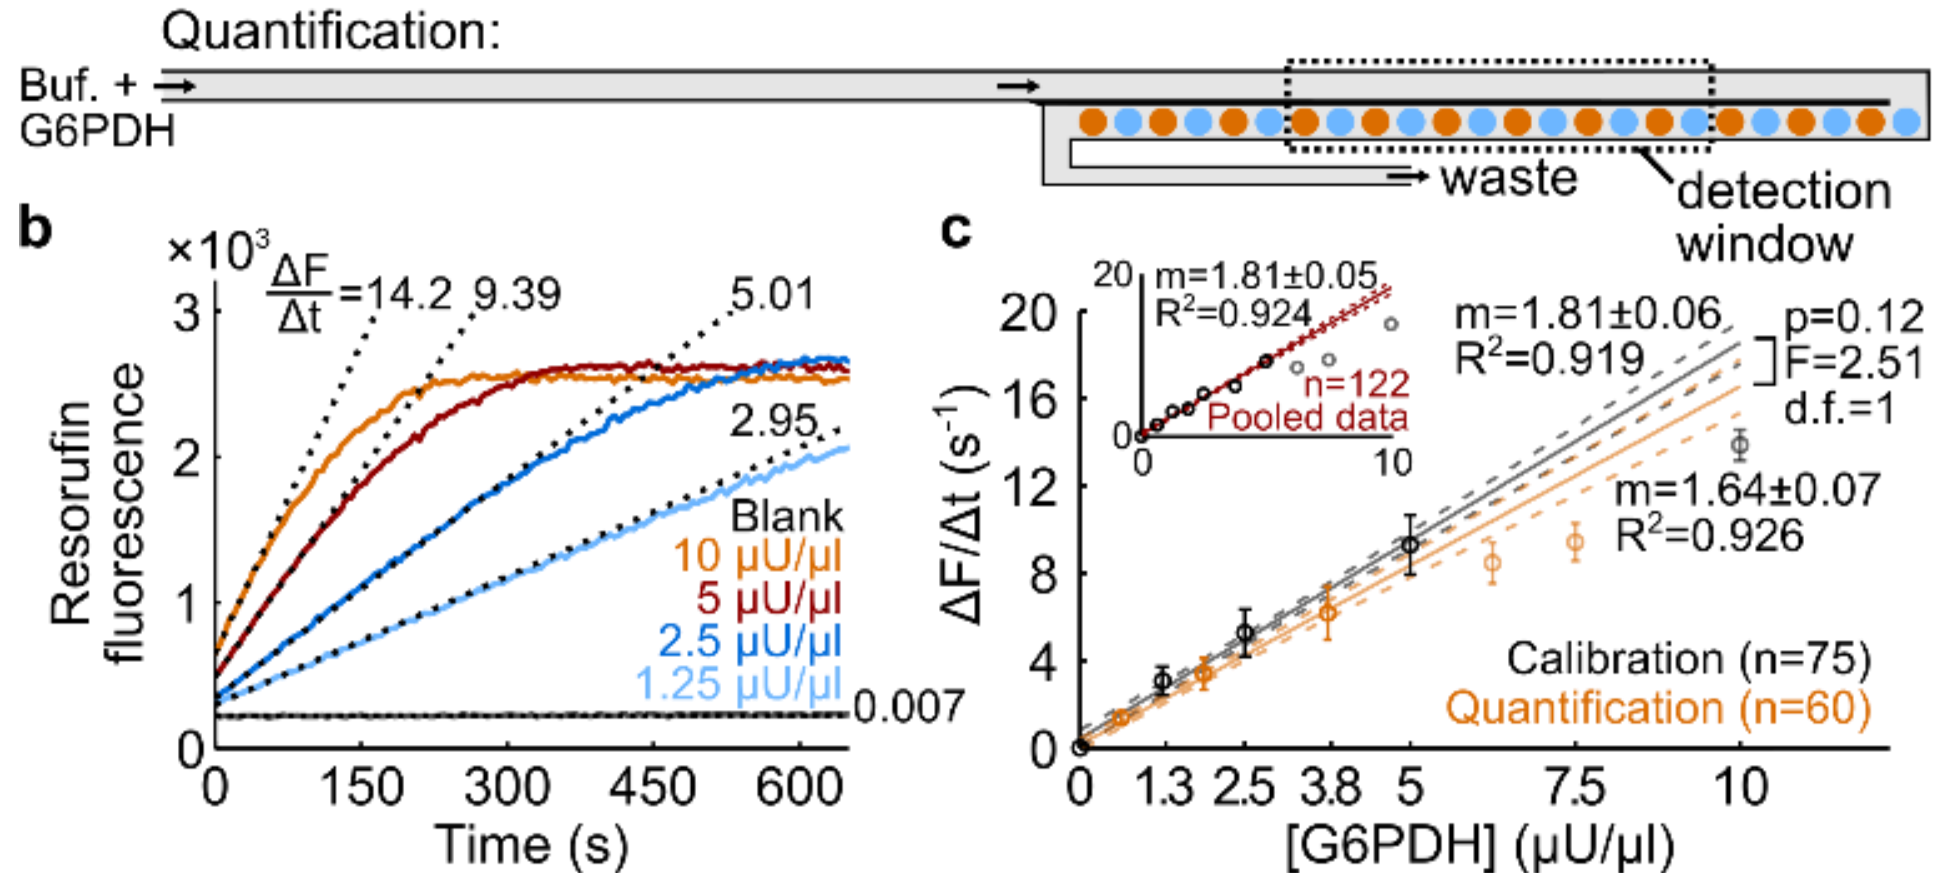 Quantification:
Buf. +
G6PDH
waste
detection
window
b
×10³
ΔF
Δt
=14.2
9.39
5.01
2.95
0.007
3
2
1
0
Resorufin
fluorescence
Blank
10 µU/µl
5 µU/µl
2.5 µU/µl
1.25 µU/µl
0
150
300
450
600
Time (s)
c
20
m=1.81±0.05
R²=0.924
n=122
Pooled data
0
0
10
m=1.81±0.06
R²=0.919
p=0.12
F=2.51
d.f.=1
m=1.64±0.07
R²=0.926
Calibration (n=75)
Quantification (n=60)
20
16
12
8
4
0
ΔF/Δt (s⁻¹)
0
1.3
2.5
3.8
5
7.5
10
[G6PDH] (µU/µl)